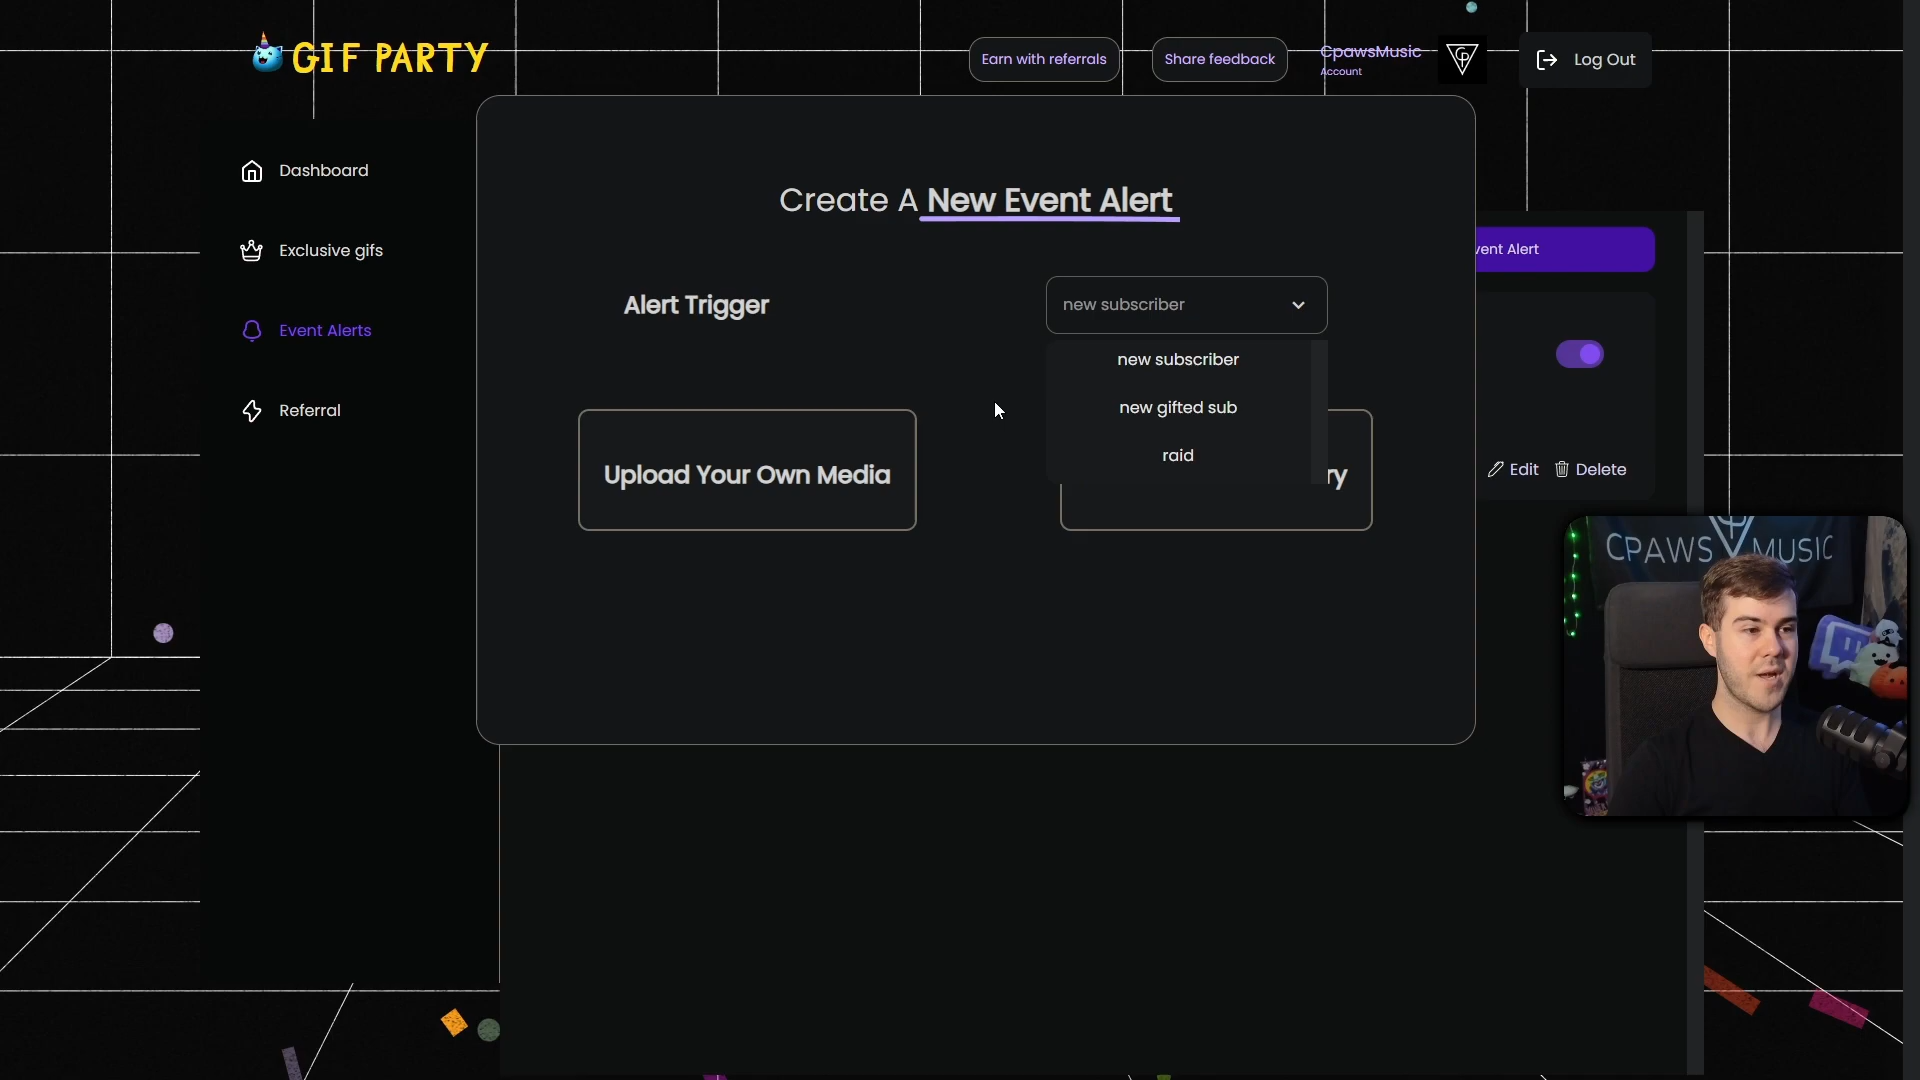 GIF PARTY
Earn with referrals
Share feedback
CpawsMusic
Account
Log Out
Dashboard
Exclusive gifs
Event Alerts
Referral
Create A New Event Alert
vent Alert
Alert Trigger
new subscriber
new subscriber
new gifted sub
raid
Upload Your Own Media
ry
Edit
Delete
CPAWS MUSIC